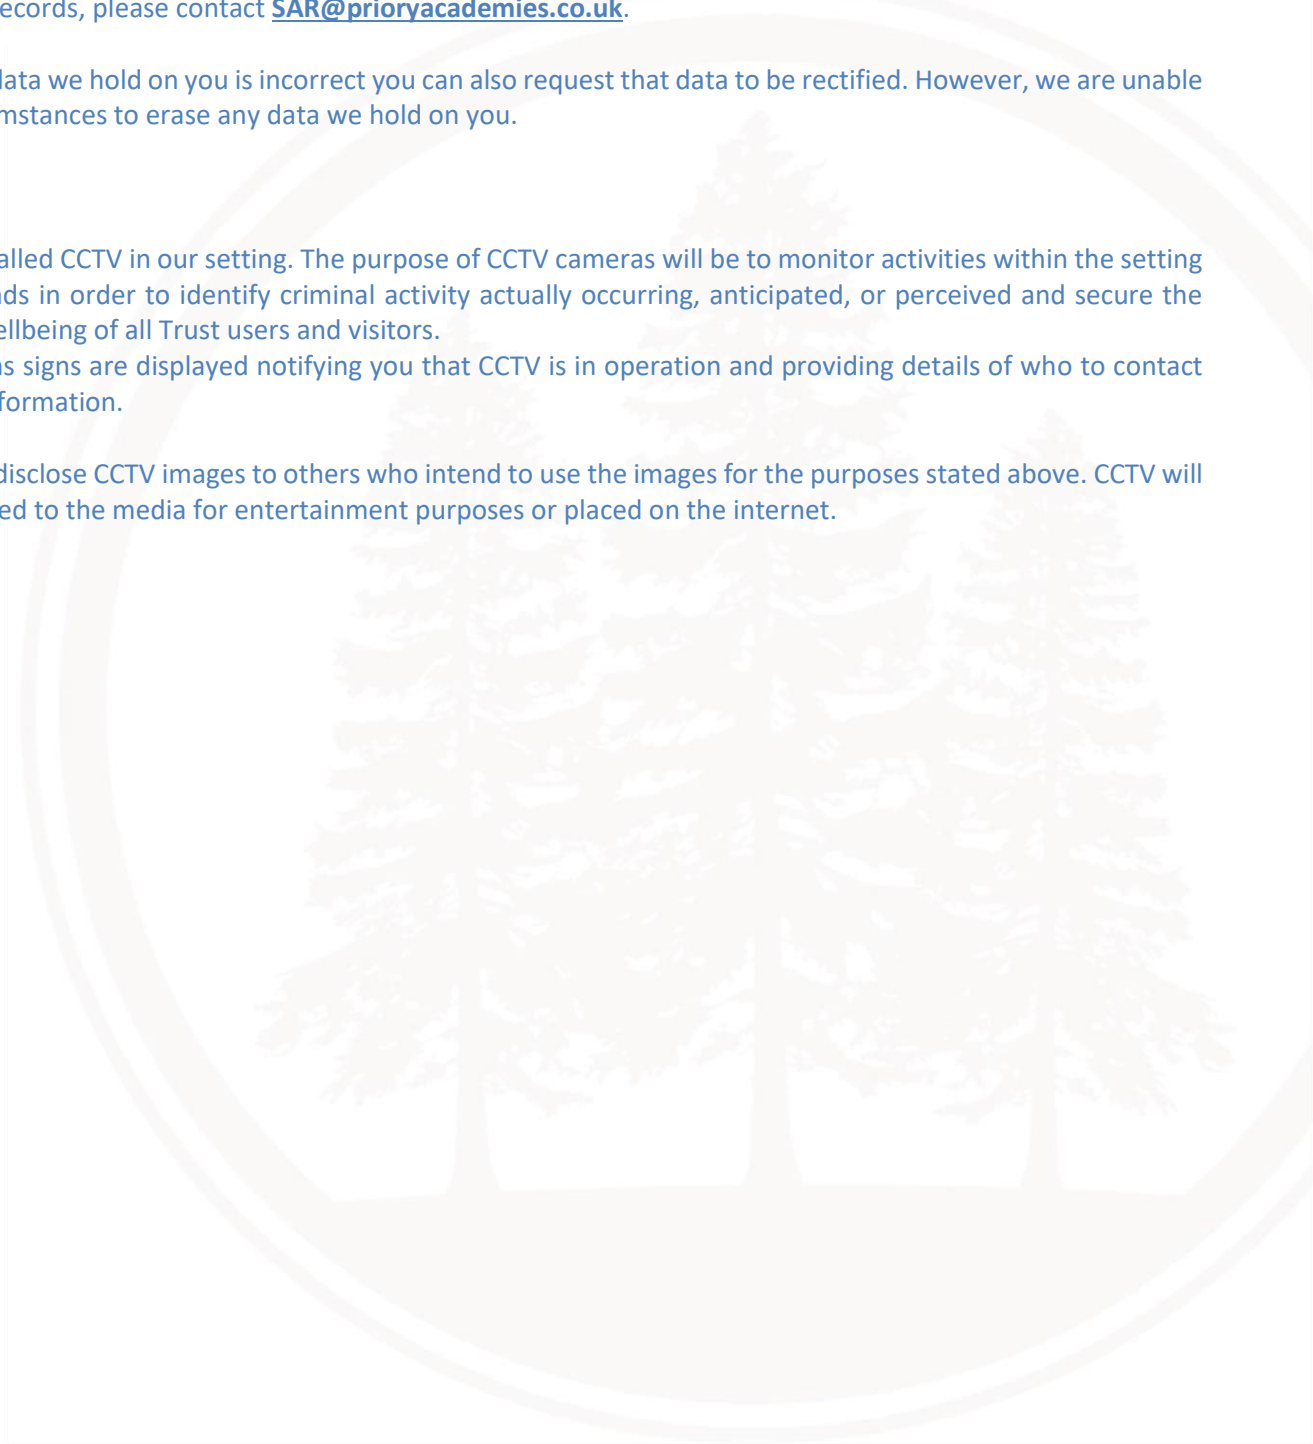 ecords, please contact SAR@prioryacademies.co.uk.
data we hold on you is incorrect you can also request that data to be rectified. However, we are unable
mstances to erase any data we hold on you.
alled CCTV in our setting. The purpose of CCTV cameras will be to monitor activities within the setting
nds in order to identify criminal activity actually occurring, anticipated, or perceived and secure the
ellbeing of all Trust users and visitors.
ns signs are displayed notifying you that CCTV is in operation and providing details of who to contact
formation.
disclose CCTV images to others who intend to use the images for the purposes stated above. CCTV will
ed to the media for entertainment purposes or placed on the internet.